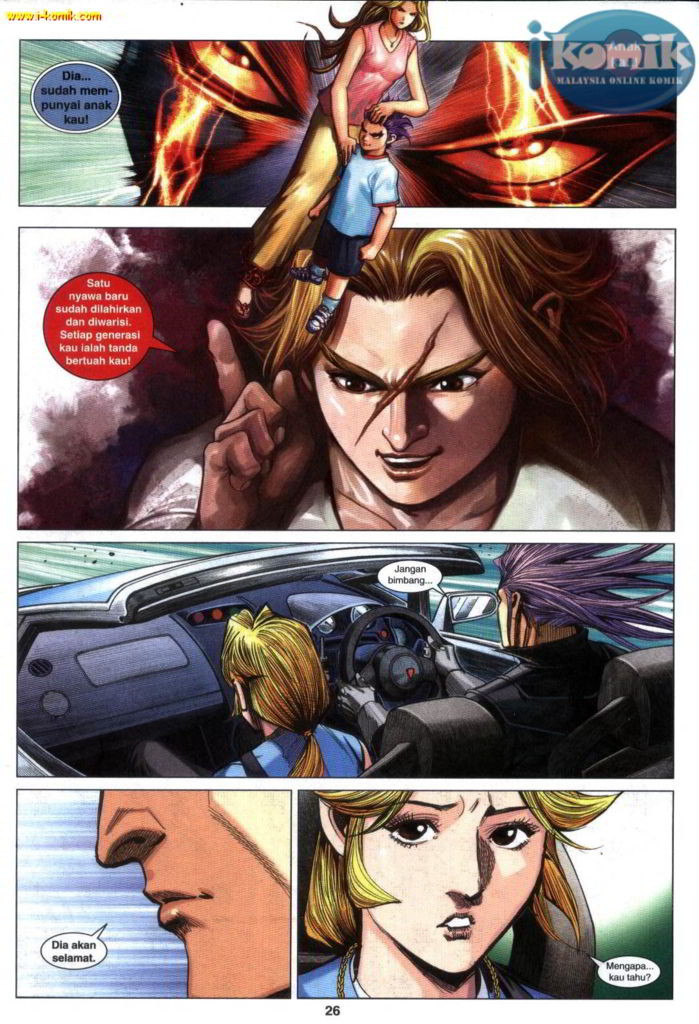 www.i-komik.com
ikomik
MALAYSIA ONLINE KOMIK
Dia...
sudah mem-
punyai anak
kau!
Anak
Satu
nyawa baru
sudah dilahirkan
dan diwarisi.
Setiap generasi
kau ialah tanda
bertuah kau!
Jangan
bimbang...
Dia akan
selamat.
Mengapa...
kau tahu?
26